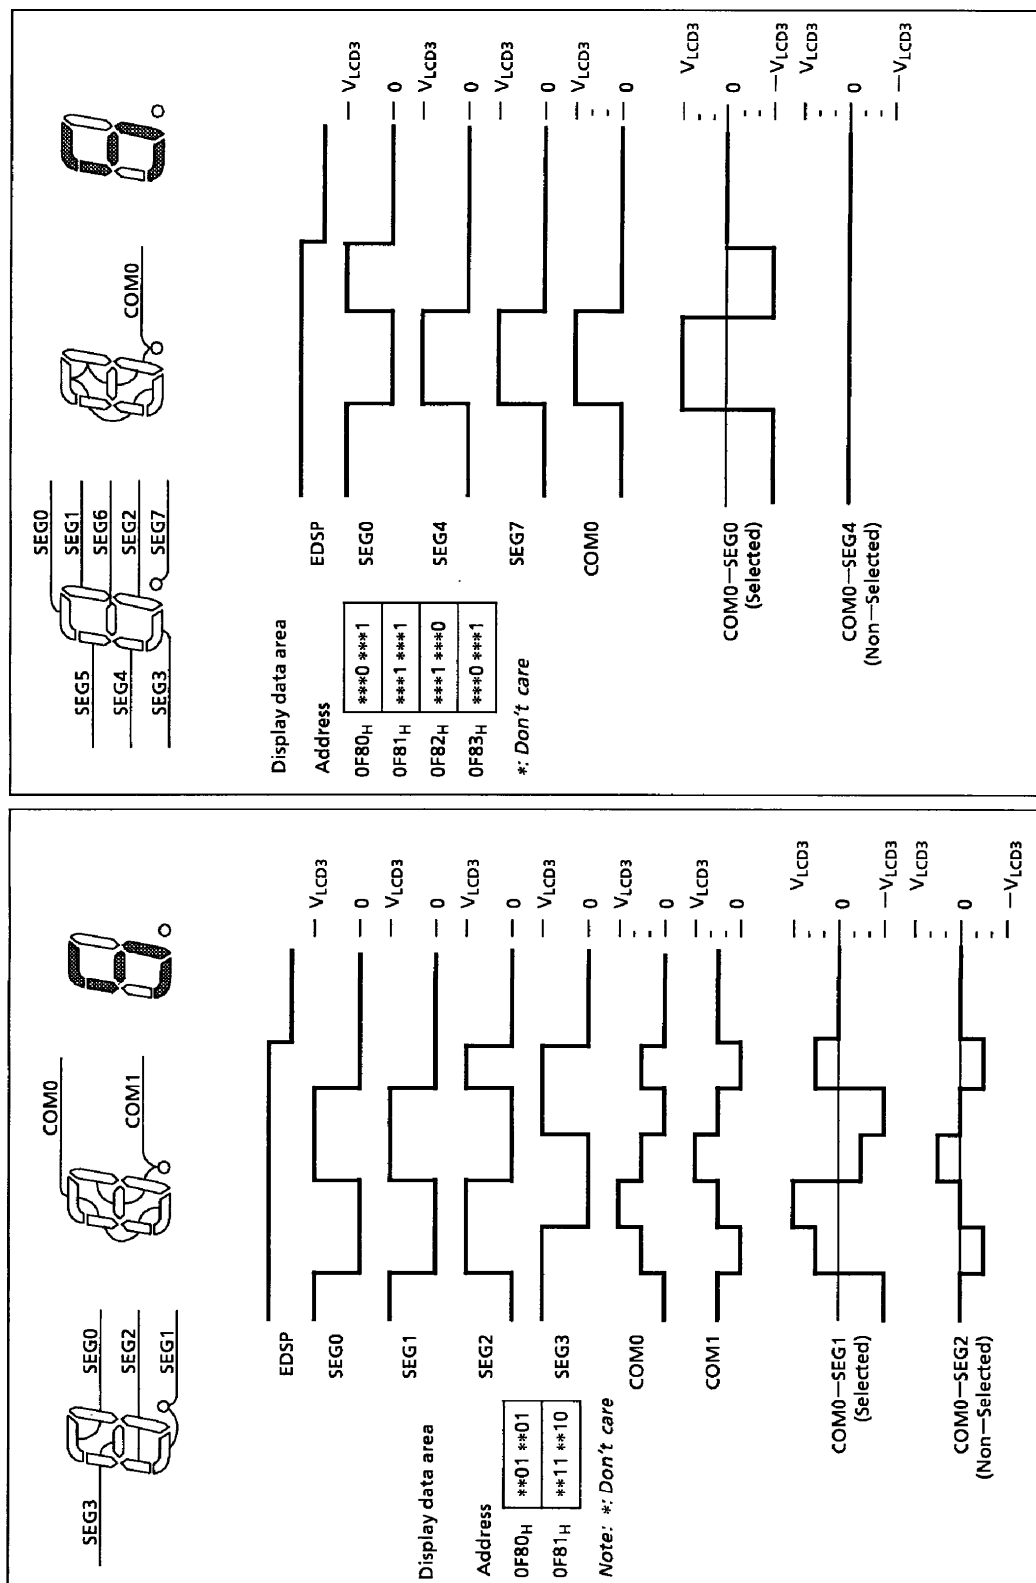 SEG3
SEG0
SEG2
SEG1
COM0
COM1
Display data area
Address
0F80H **01 **01
0F81H **11 **10
Note: *: Don't care
EDSP
SEG0
VLCD3
0
SEG1
VLCD3
0
SEG2
VLCD3
0
SEG3
VLCD3
0
COM0
VLCD3
0
COM1
VLCD3
0
COM0—SEG1
(Selected)
VLCD3
0
—VLCD3
COM0—SEG2
(Non—Selected)
VLCD3
0
—VLCD3
SEG5
SEG4
SEG3
SEG0
SEG1
SEG6
SEG2
SEG7
COM0
Display data area
Address
0F80H ***0 ***1
0F81H ***1 ***1
0F82H ***1 ***0
0F83H ***0 ***1
*: Don't care
EDSP
SEG0
VLCD3
0
SEG4
VLCD3
0
SEG7
VLCD3
0
COM0
VLCD3
0
COM0—SEG0
(Selected)
VLCD3
0
—VLCD3
COM0—SEG4
(Non—Selected)
VLCD3
0
—VLCD3